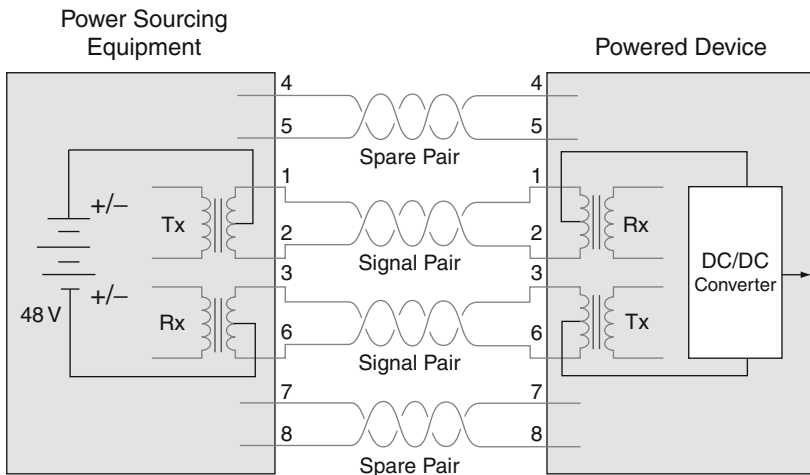 Power Sourcing
Equipment
Powered Device
4
4
5
5
Spare Pair
1
1
+/–
Tx
Rx
2
2
Signal Pair
DC/DC
Converter
3
3
+/–
48 V
Rx
Tx
6
6
Signal Pair
7
7
8
8
Spare Pair